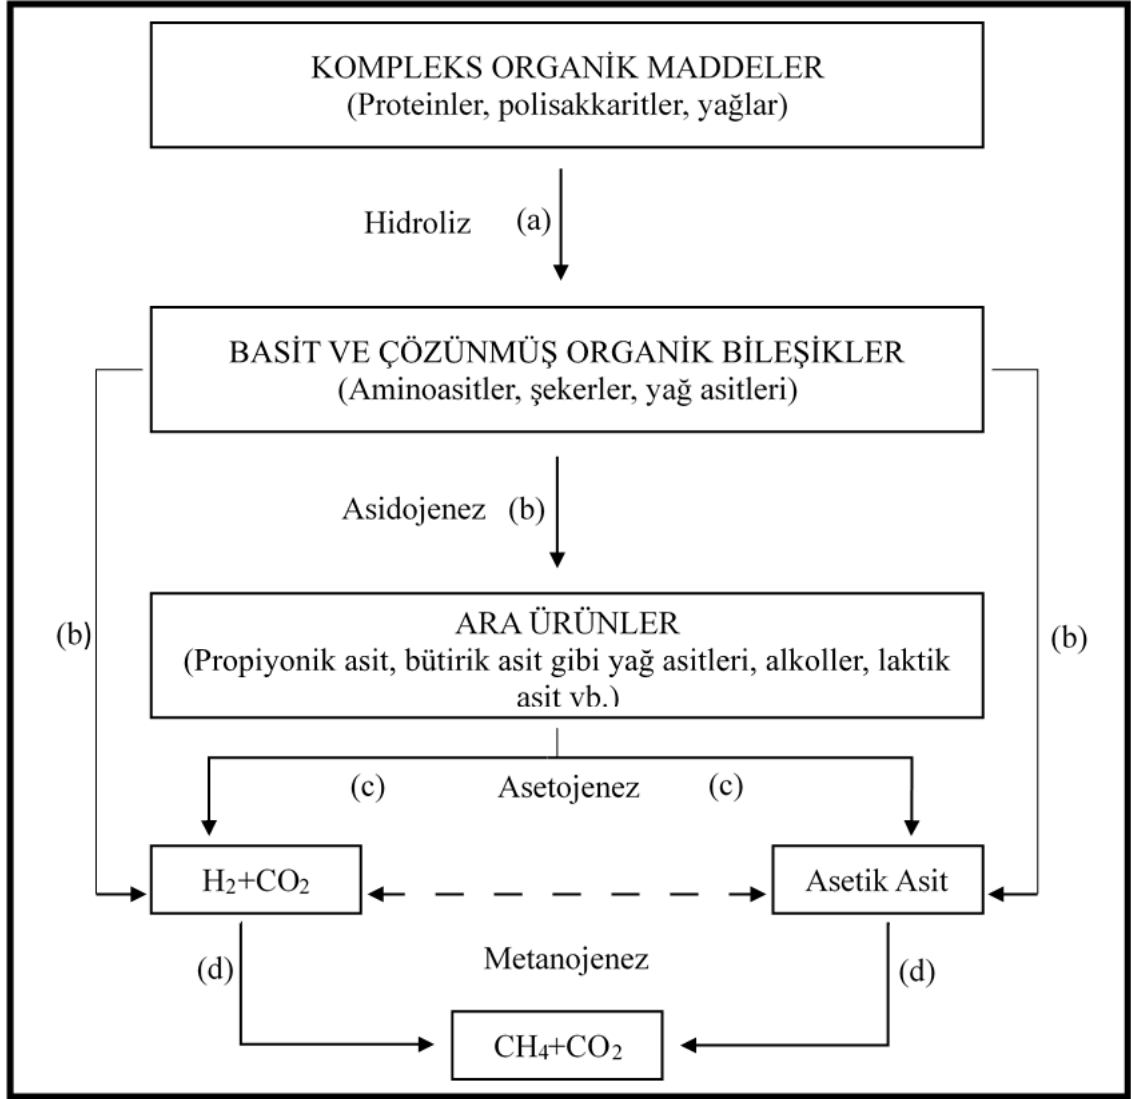 KOMPLEKS ORGANİK MADDELER
(Proteinler, polisakkaritler, yağlar)
Hidroliz (a)
BASİT VE ÇÖZÜNMÜŞ ORGANİK BİLEŞİKLER
(Aminoasitler, şekerler, yağ asitleri)
Asidojenez (b)
ARA ÜRÜNLER
(Propiyonik asit, bütirik asit gibi yağ asitleri, alkoller, laktik
asit vb.)
(b)
(b)
(c) Asetojenez (c)
H₂+CO₂
Asetik Asit
(d) Metanojenez (d)
CH₄+CO₂